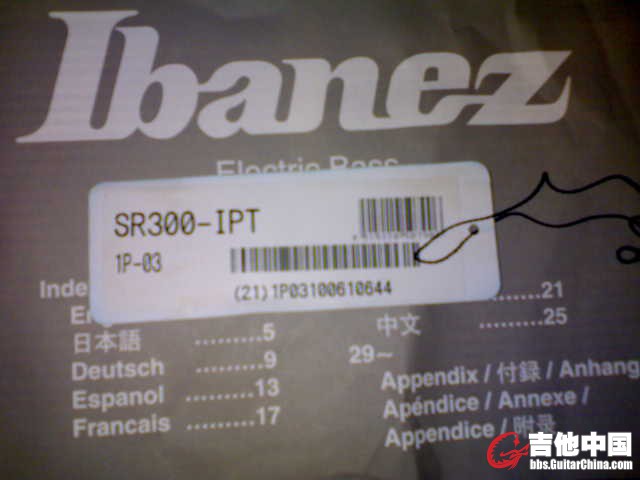 Ibanez
Electric Bass
SR300-IPT
1P-03
(21)1P03100610644
日本語 .........5
Deutsch .........9
Espanol .........13
Francais .........17
.......21
中文 .........25
29~
Appendix / 付録 / Anhang
Apéndice / Annexe /
Appendice / 附录
吉他中国
bbs.GuitarChina.com